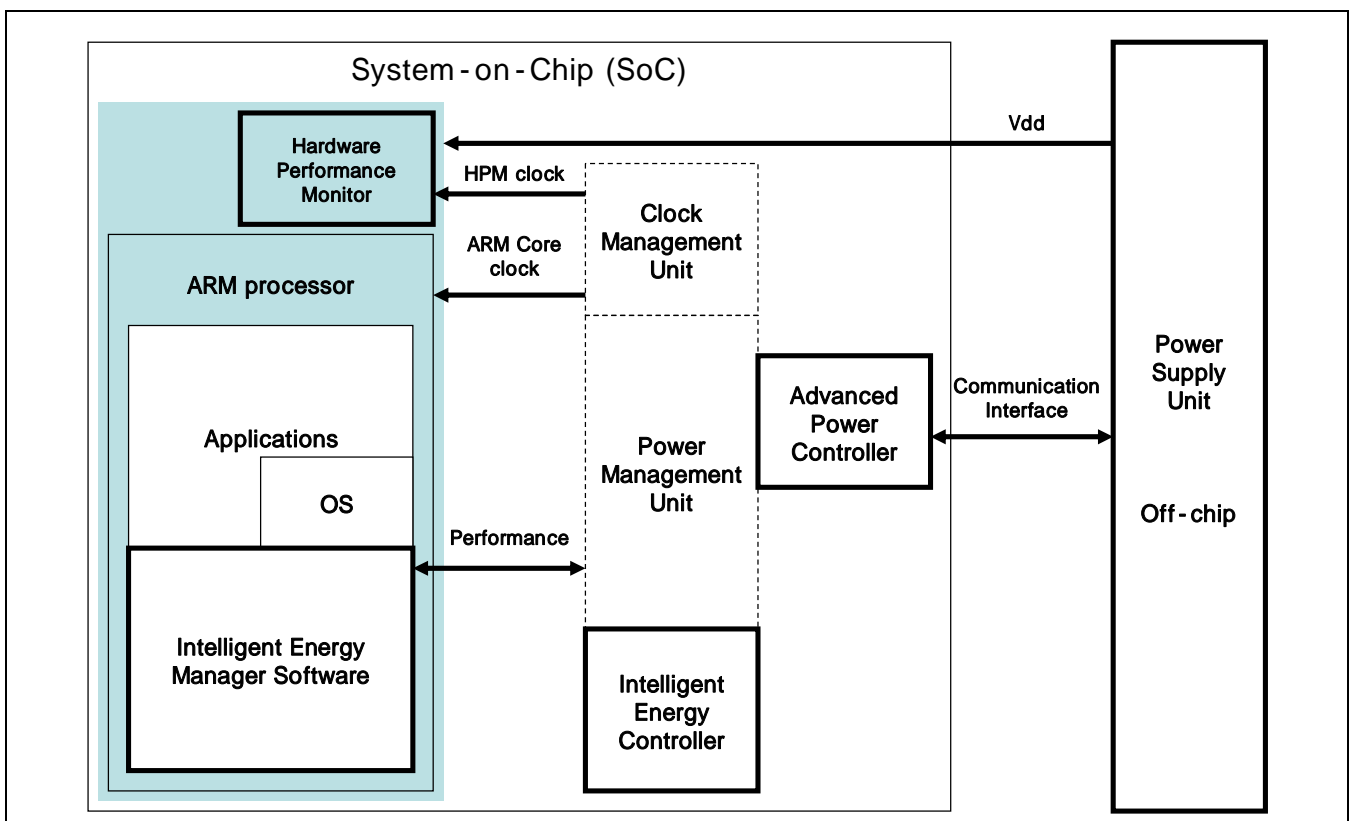 System-on-Chip (SoC)
Hardware
Performance
Monitor
Vdd
HPM clock
Clock
Management
Unit
ARM Core
clock
ARM processor
Applications
OS
Performance
Power
Management
Unit
Advanced
Power
Controller
Communication
Interface
Power
Supply
Unit
Off-chip
Intelligent Energy
Manager Software
Intelligent
Energy
Controller